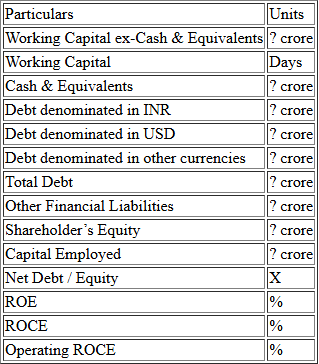 Particulars Units
Working Capital ex-Cash & Equivalents ? crore
Working Capital Days
Cash & Equivalents ? crore
Debt denominated in INR ? crore
Debt denominated in USD ? crore
Debt denominated in other currencies ? crore
Total Debt ? crore
Other Financial Liabilities ? crore
Shareholder’s Equity ? crore
Capital Employed ? crore
Net Debt / Equity X
ROE %
ROCE %
Operating ROCE %